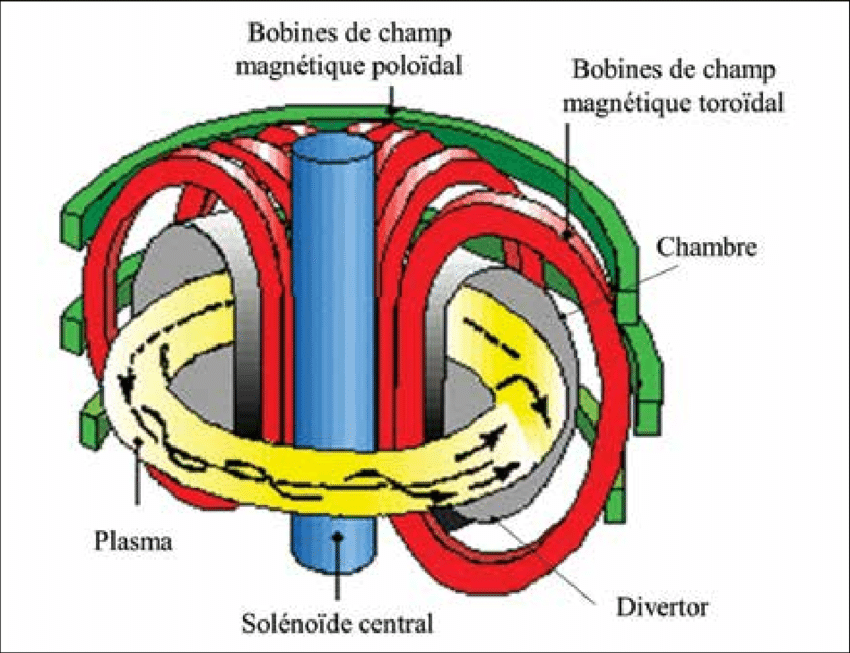 Bobines de champ
magnétique poloïdal
Bobines de champ
magnétique toroïdal
Chambre
Plasma
Divertor
Solénoïde central